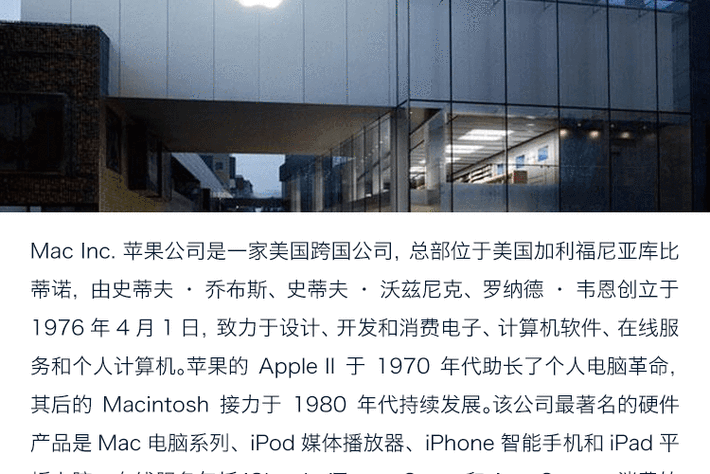 Mac Inc. 苹果公司是一家美国跨国公司, 总部位于美国加利福尼亚库比
蒂诺, 由史蒂夫 · 乔布斯、史蒂夫 · 沃兹尼克、罗纳德 · 韦恩创立于
1976 年 4 月 1 日, 致力于设计、开发和消费电子、计算机软件、在线服
务和个人计算机。苹果的 Apple II 于 1970 年代助长了个人电脑革命,
其后的 Macintosh 接力于 1980 年代持续发展。该公司最著名的硬件
产品是 Mac 电脑系列、iPod 媒体播放器、iPhone 智能手机和 iPad 平